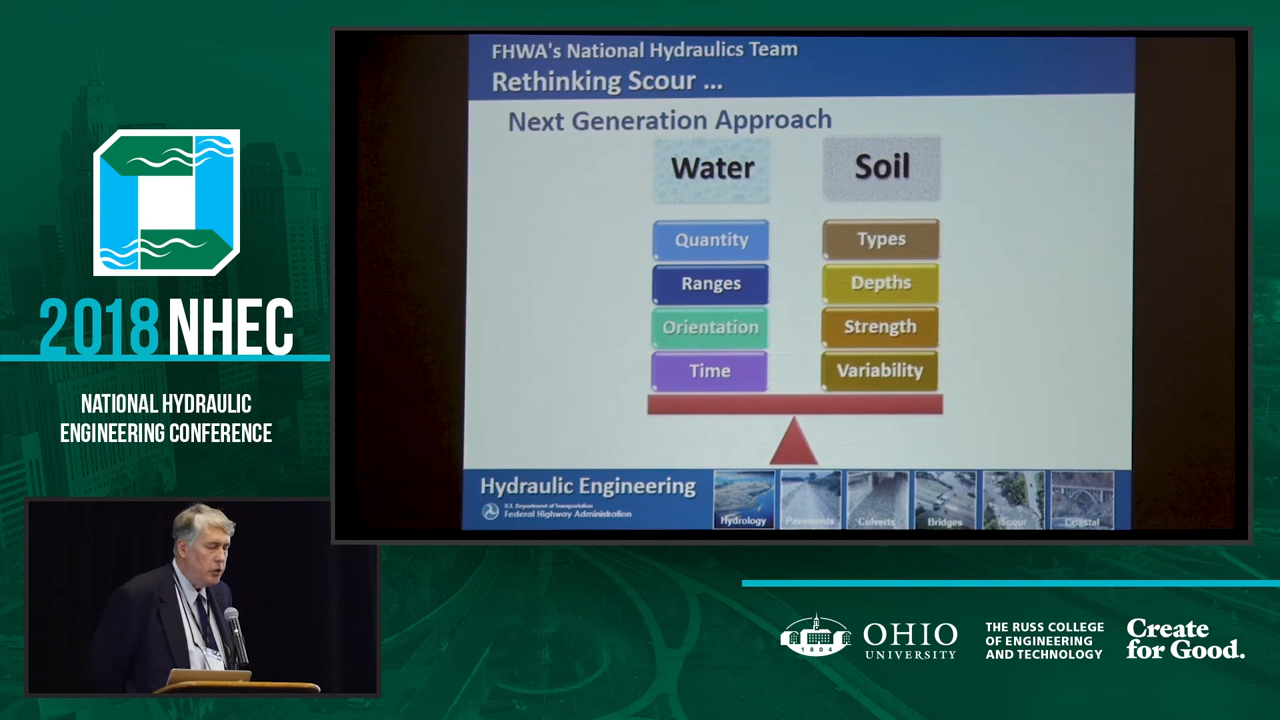 2018 NHEC
NATIONAL HYDRAULIC
ENGINEERING CONFERENCE
FHWA's National Hydraulics Team
Rethinking Scour ...
Next Generation Approach
Water
Soil
Quantity
Types
Ranges
Depths
Orientation
Strength
Time
Variability
Hydraulic Engineering
U.S. Department of Transportation
Federal Highway Administration
Hydrology
Pavements
Culverts
Bridges
Scour
Coastal
1804
OHIO
UNIVERSITY
THE RUSS COLLEGE
OF ENGINEERING
AND TECHNOLOGY
Create
for Good.